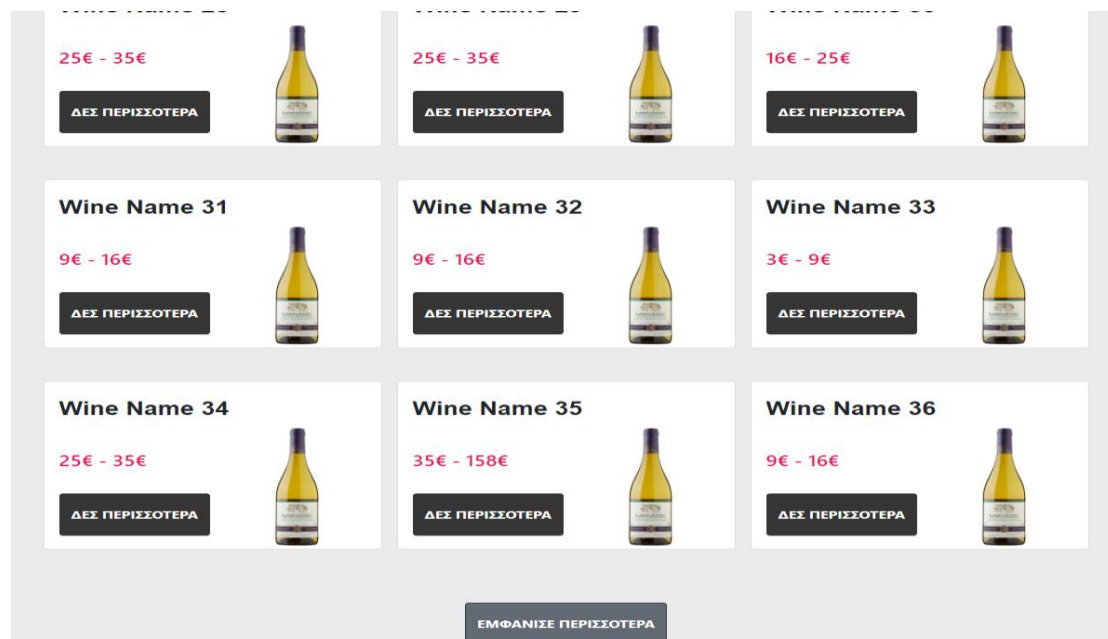 25€ - 35€
25€ - 35€
16€ - 25€
ΔΕΣ ΠΕΡΙΣΣΟΤΕΡΑ
ΔΕΣ ΠΕΡΙΣΣΟΤΕΡΑ
ΔΕΣ ΠΕΡΙΣΣΟΤΕΡΑ
Wine Name 31
Wine Name 32
Wine Name 33
9€ - 16€
9€ - 16€
3€ - 9€
ΔΕΣ ΠΕΡΙΣΣΟΤΕΡΑ
ΔΕΣ ΠΕΡΙΣΣΟΤΕΡΑ
ΔΕΣ ΠΕΡΙΣΣΟΤΕΡΑ
Wine Name 34
Wine Name 35
Wine Name 36
25€ - 35€
35€ - 158€
9€ - 16€
ΔΕΣ ΠΕΡΙΣΣΟΤΕΡΑ
ΔΕΣ ΠΕΡΙΣΣΟΤΕΡΑ
ΔΕΣ ΠΕΡΙΣΣΟΤΕΡΑ
ΕΜΦΑΝΙΣΕ ΠΕΡΙΣΣΟΤΕΡΑ